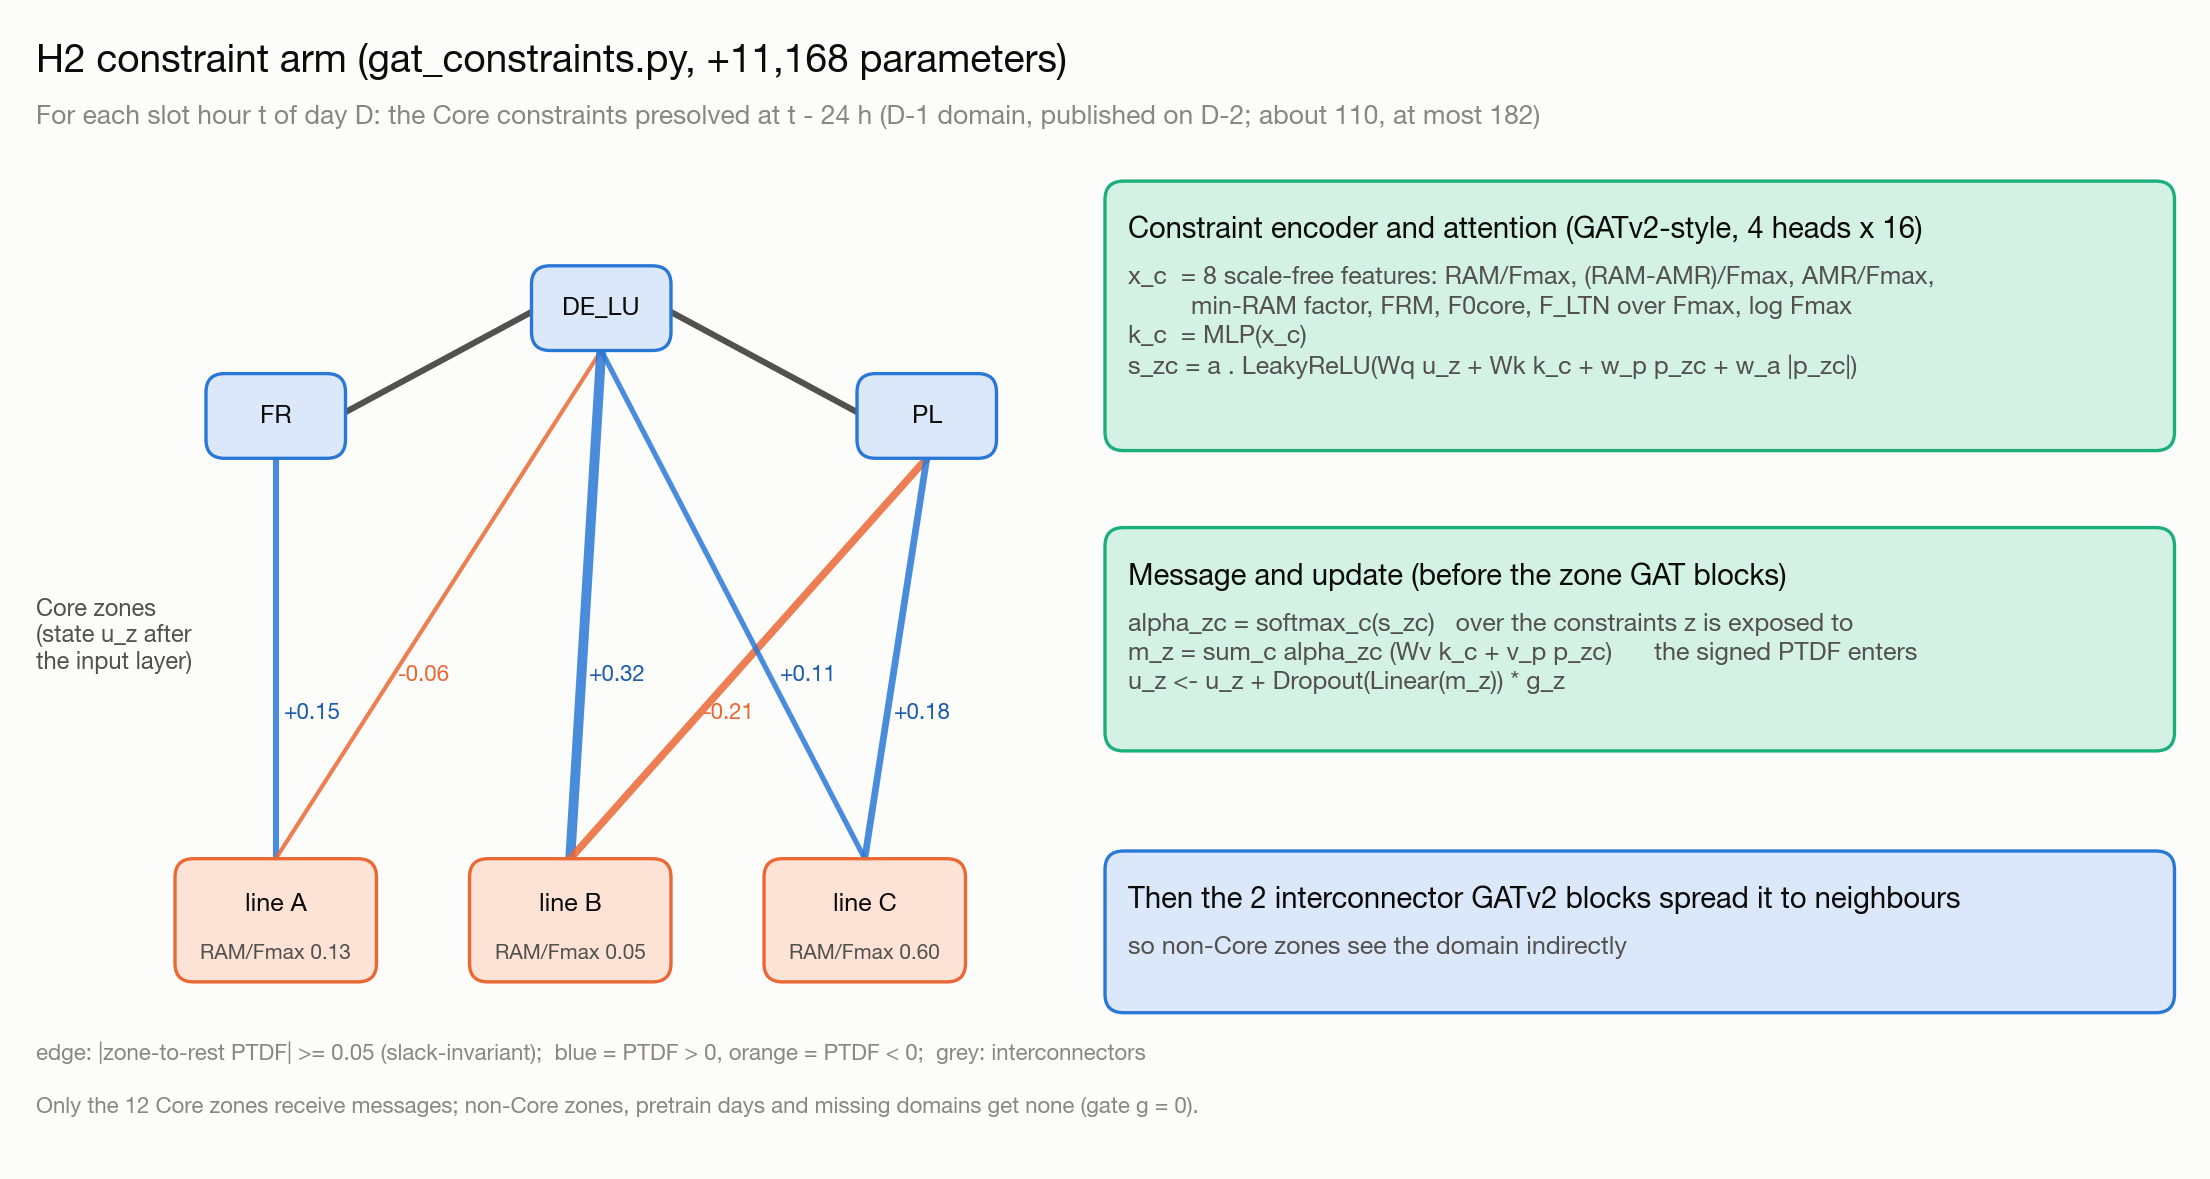 H2 constraint arm (gat_constraints.py, +11,168 parameters)
For each slot hour t of day D: the Core constraints presolved at t - 24 h (D-1 domain, published on D-2; about 110, at most 182)
DE_LU
FR
PL
Core zones
(state u_z after
the input layer)
+0.15
-0.06
+0.32
-0.21
+0.11
+0.18
line A
RAM/Fmax 0.13
line B
RAM/Fmax 0.05
line C
RAM/Fmax 0.60
Constraint encoder and attention (GATv2-style, 4 heads x 16)
x_c = 8 scale-free features: RAM/Fmax, (RAM-AMR)/Fmax, AMR/Fmax,
min-RAM factor, FRM, F0core, F_LTN over Fmax, log Fmax
k_c = MLP(x_c)
s_zc = a . LeakyReLU(Wq u_z + Wk k_c + w_p p_zc + w_a |p_zc|)
Message and update (before the zone GAT blocks)
alpha_zc = softmax_c(s_zc) over the constraints z is exposed to
m_z = sum_c alpha_zc (Wv k_c + v_p p_zc) the signed PTDF enters
u_z <- u_z + Dropout(Linear(m_z)) * g_z
Then the 2 interconnector GATv2 blocks spread it to neighbours
so non-Core zones see the domain indirectly
edge: |zone-to-rest PTDF| >= 0.05 (slack-invariant); blue = PTDF > 0, orange = PTDF < 0; grey: interconnectors
Only the 12 Core zones receive messages; non-Core zones, pretrain days and missing domains get none (gate g = 0).